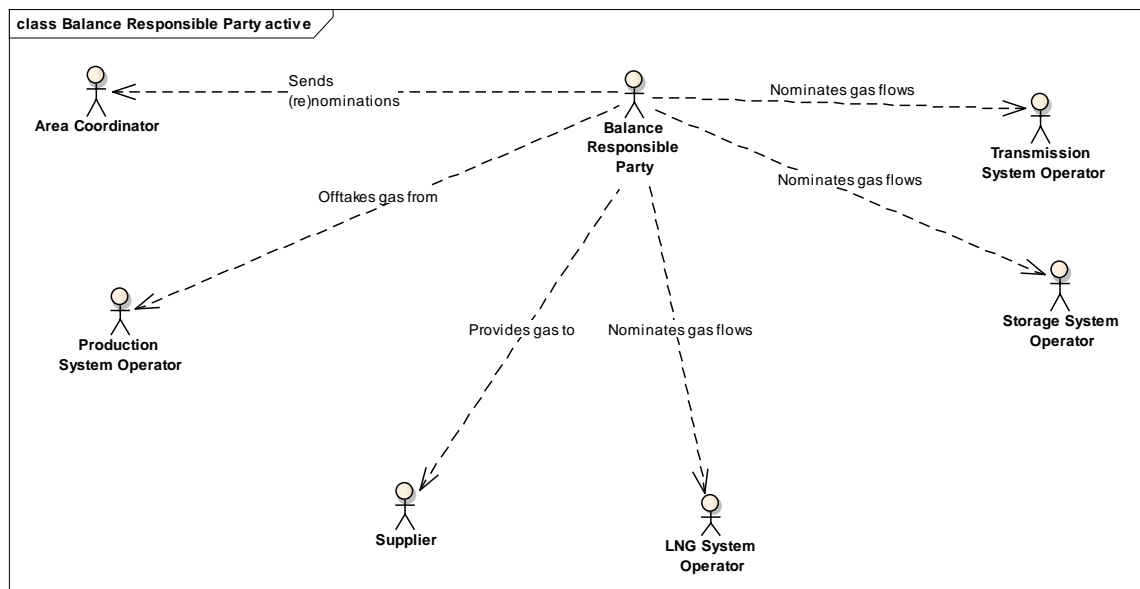 class Balance Responsible Party active
Sends
(re)nominations
Nominates gas flows
Area Coordinator
Balance
Responsible
Party
Transmission
System Operator
Nominates gas flows
Offtakes gas from
Production
System Operator
Storage System
Operator
Provides gas to
Nominates gas flows
Supplier
LNG System
Operator